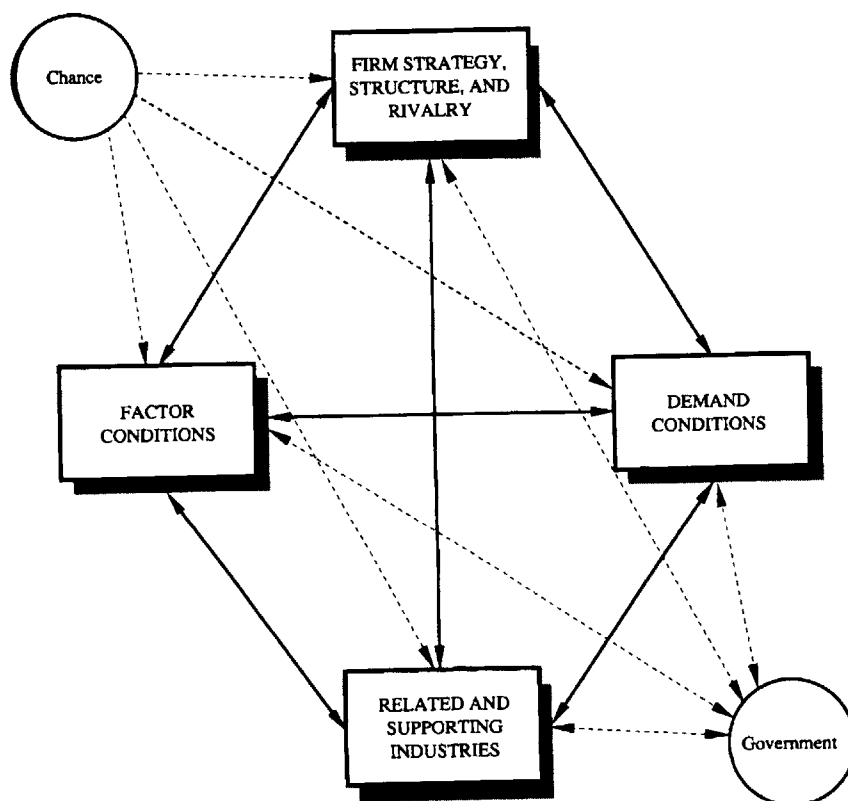 Chance
FIRM STRATEGY,
STRUCTURE, AND
RIVALRY
FACTOR
CONDITIONS
DEMAND
CONDITIONS
RELATED AND
SUPPORTING
INDUSTRIES
Government